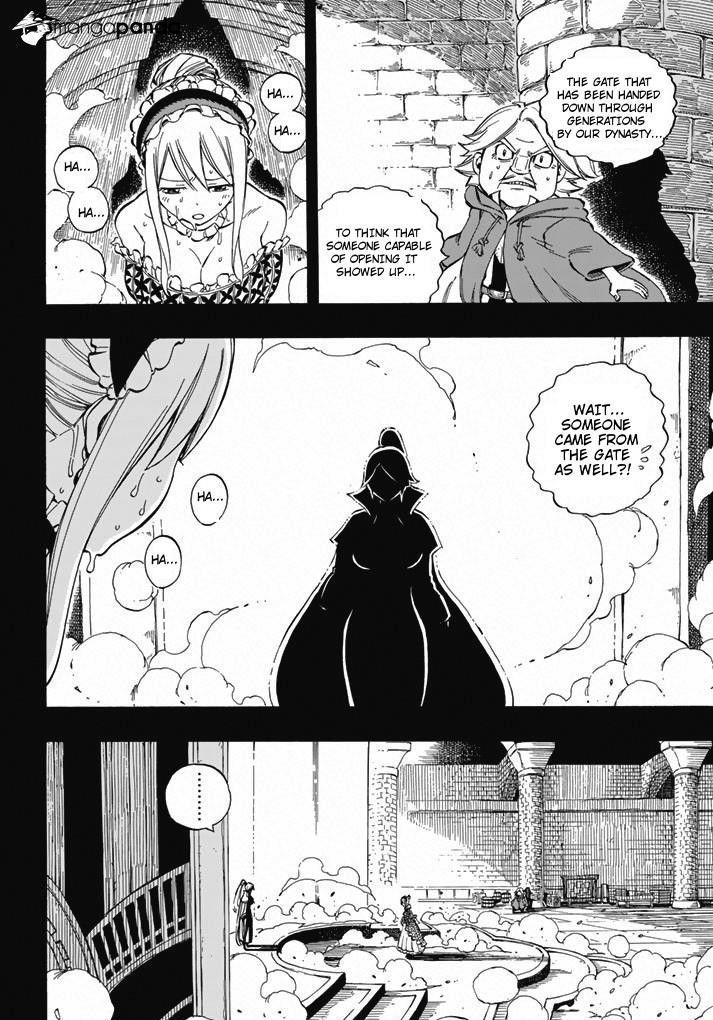 mangapanda
THE GATE THAT
HAS BEEN HANDED
DOWN THROUGH
GENERATIONS
BY OUR DYNASTY...
TO THINK THAT
SOMEONE CAPABLE
OF OPENING IT
SHOWED UP...
HA...
HA...
HA...
HA...
WAIT...
SOMEONE
CAME FROM
THE GATE
AS WELL?!
HA...
HA...
........